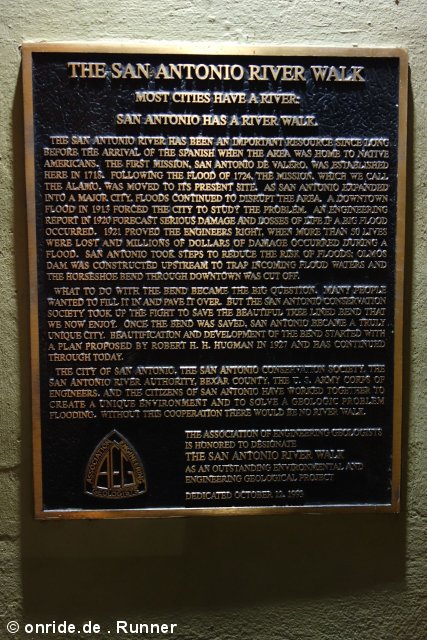 THE SAN ANTONIO RIVER WALK
MOST CITIES HAVE A RIVER:
SAN ANTONIO HAS A RIVER WALK.
THE SAN ANTONIO RIVER HAS BEEN AN IMPORTANT RESOURCE SINCE LONG
BEFORE THE ARRIVAL OF THE SPANISH WHEN THE AREA WAS HOME TO NATIVE
AMERICANS. THE FIRST MISSION, SAN ANTONIO DE VALERO, WAS ESTABLISHED
HERE IN 1718. FOLLOWING THE FLOOD OF 1724, THE MISSION, WHICH WE CALL
THE ALAMO, WAS MOVED TO ITS PRESENT SITE. AS SAN ANTONIO EXPANDED
INTO A MAJOR CITY, FLOODS CONTINUED TO DISRUPT THE AREA. A DOWNTOWN
FLOOD IN 1913 FORCED THE CITY TO STUDY THE PROBLEM. AN ENGINEERING
REPORT IN 1920 FORECAST SERIOUS DAMAGE AND LOSSES OF LIFE IF A BIG FLOOD
OCCURRED. 1921 PROVED THE ENGINEERS RIGHT, WHEN MORE THAN 50 LIVES
WERE LOST AND MILLIONS OF DOLLARS OF DAMAGE OCCURRED DURING A
FLOOD. SAN ANTONIO TOOK STEPS TO REDUCE THE RISK OF FLOODS; OLMOS
DAM WAS CONSTRUCTED UPSTREAM TO TRAP INCOMING FLOOD WATERS AND
THE HORSESHOE BEND THROUGH DOWNTOWN WAS CUT OFF.
WHAT TO DO WITH THE BEND BECAME THE BIG QUESTION. MANY PEOPLE
WANTED TO FILL IT IN AND PAVE IT OVER. BUT THE SAN ANTONIO CONSERVATION
SOCIETY TOOK UP THE FIGHT TO SAVE THE BEAUTIFUL TREE LINED BEND THAT
WE NOW ENJOY. ONCE THE BEND WAS SAVED, SAN ANTONIO BECAME A TRULY
UNIQUE CITY. BEAUTIFICATION AND DEVELOPMENT OF THE BEND STARTED WITH
A PLAN PROPOSED BY ROBERT H. H. HUGMAN IN 1927 AND HAS CONTINUED
THROUGH TODAY.
THE CITY OF SAN ANTONIO, THE SAN ANTONIO CONSERVATION SOCIETY, THE
SAN ANTONIO RIVER AUTHORITY, BEXAR COUNTY, THE U. S. ARMY CORPS OF
ENGINEERS, AND THE CITIZENS OF SAN ANTONIO HAVE WORKED TOGETHER TO
CREATE A UNIQUE ENVIRONMENT AND TO SOLVE A GEOLOGIC PROBLEM
FLOODING. WITHOUT THIS COOPERATION THERE WOULD BE NO RIVER WALK.
THE ASSOCIATION OF ENGINEERING GEOLOGISTS
IS HONORED TO DESIGNATE
THE SAN ANTONIO RIVER WALK
AS AN OUTSTANDING ENVIRONMENTAL AND
ENGINEERING GEOLOGICAL PROJECT
DEDICATED OCTOBER 12, 1993
ASSOCIATION OF ENGINEERING
AEG
GEOLOGISTS
© onride.de . Runner